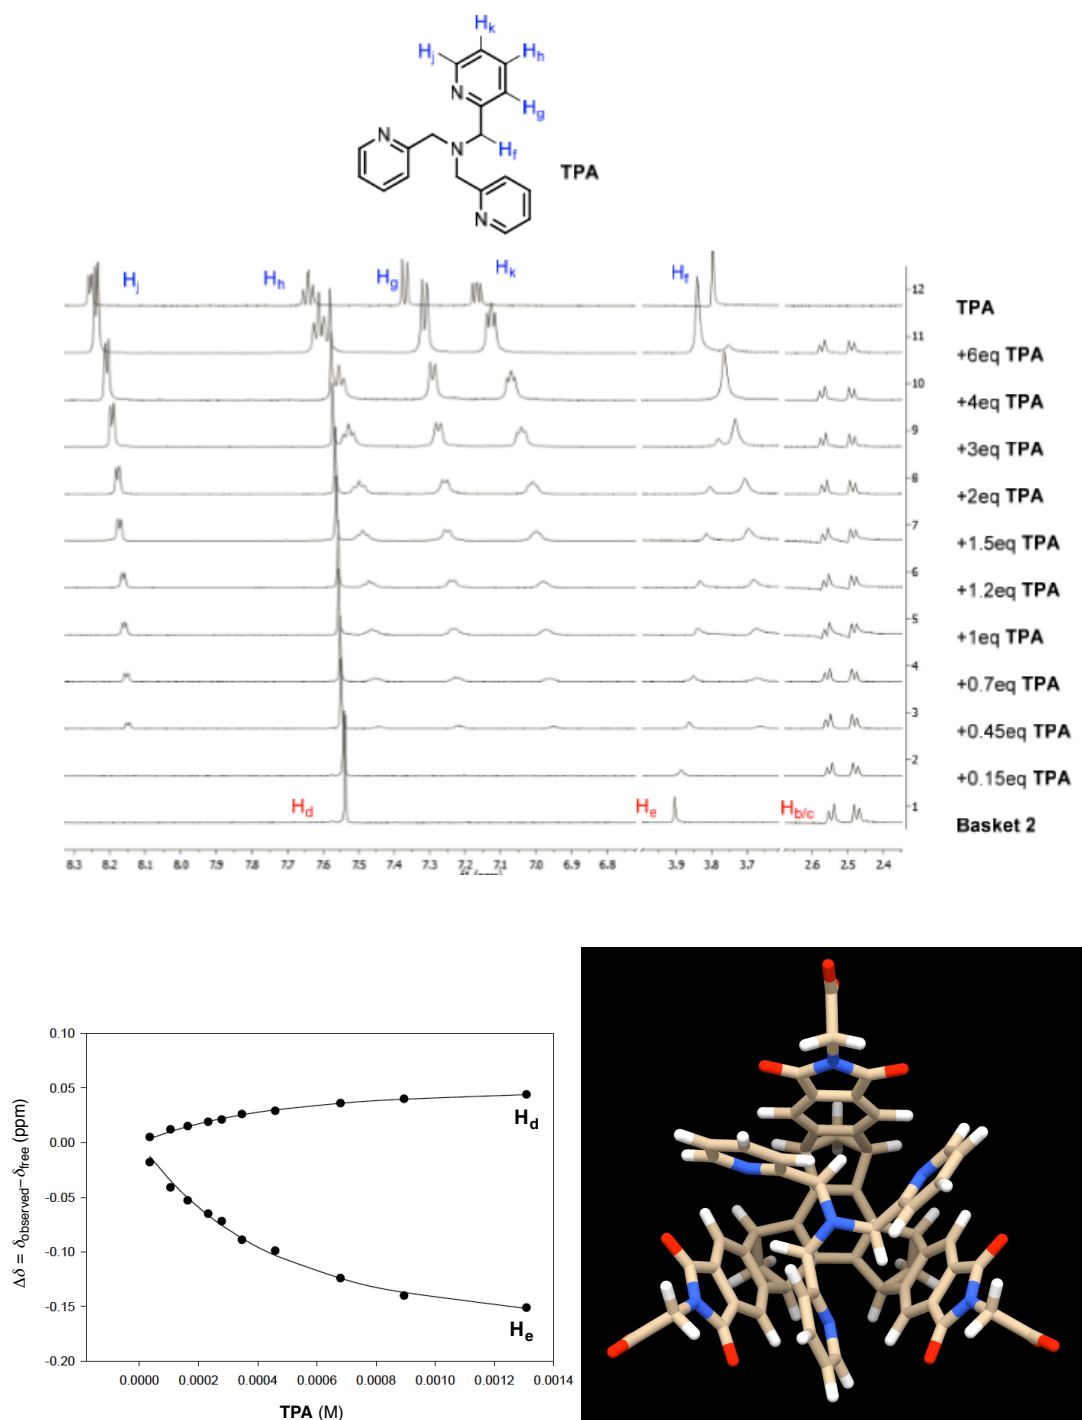 Hk
Hj
Hh
N
Hg
N
N
Hf
TPA
N
Hj
Hh
Hg
Hk
Hf
12
TPA
11
+6eq TPA
10
+4eq TPA
9
+3eq TPA
8
+2eq TPA
7
+1.5eq TPA
6
+1.2eq TPA
5
+1eq TPA
4
+0.7eq TPA
3
+0.45eq TPA
2
+0.15eq TPA
Hd
He
Hb/c
1
Basket 2
8.3 8.2 8.1 8.0 7.9 7.8 7.7 7.6 7.5 7.4 7.3 7.2 7.1 7.0 6.9 6.8 3.9 3.8 3.7 2.6 2.5 2.4
0.10
0.05
0.00
-0.05
-0.10
-0.15
-0.20
Δδ = δobserved–δfree (ppm)
Hd
He
0.0000 0.0002 0.0004 0.0006 0.0008 0.0010 0.0012 0.0014
TPA (M)